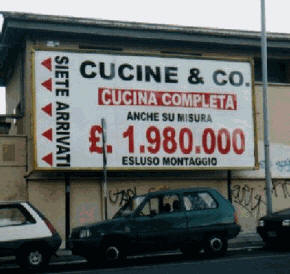 SIETE ARRIVATI
CUCINE & CO.
CUCINA COMPLETA
ANCHE SU MISURA
£. 1.980.000
ESLUSO MONTAGGIO